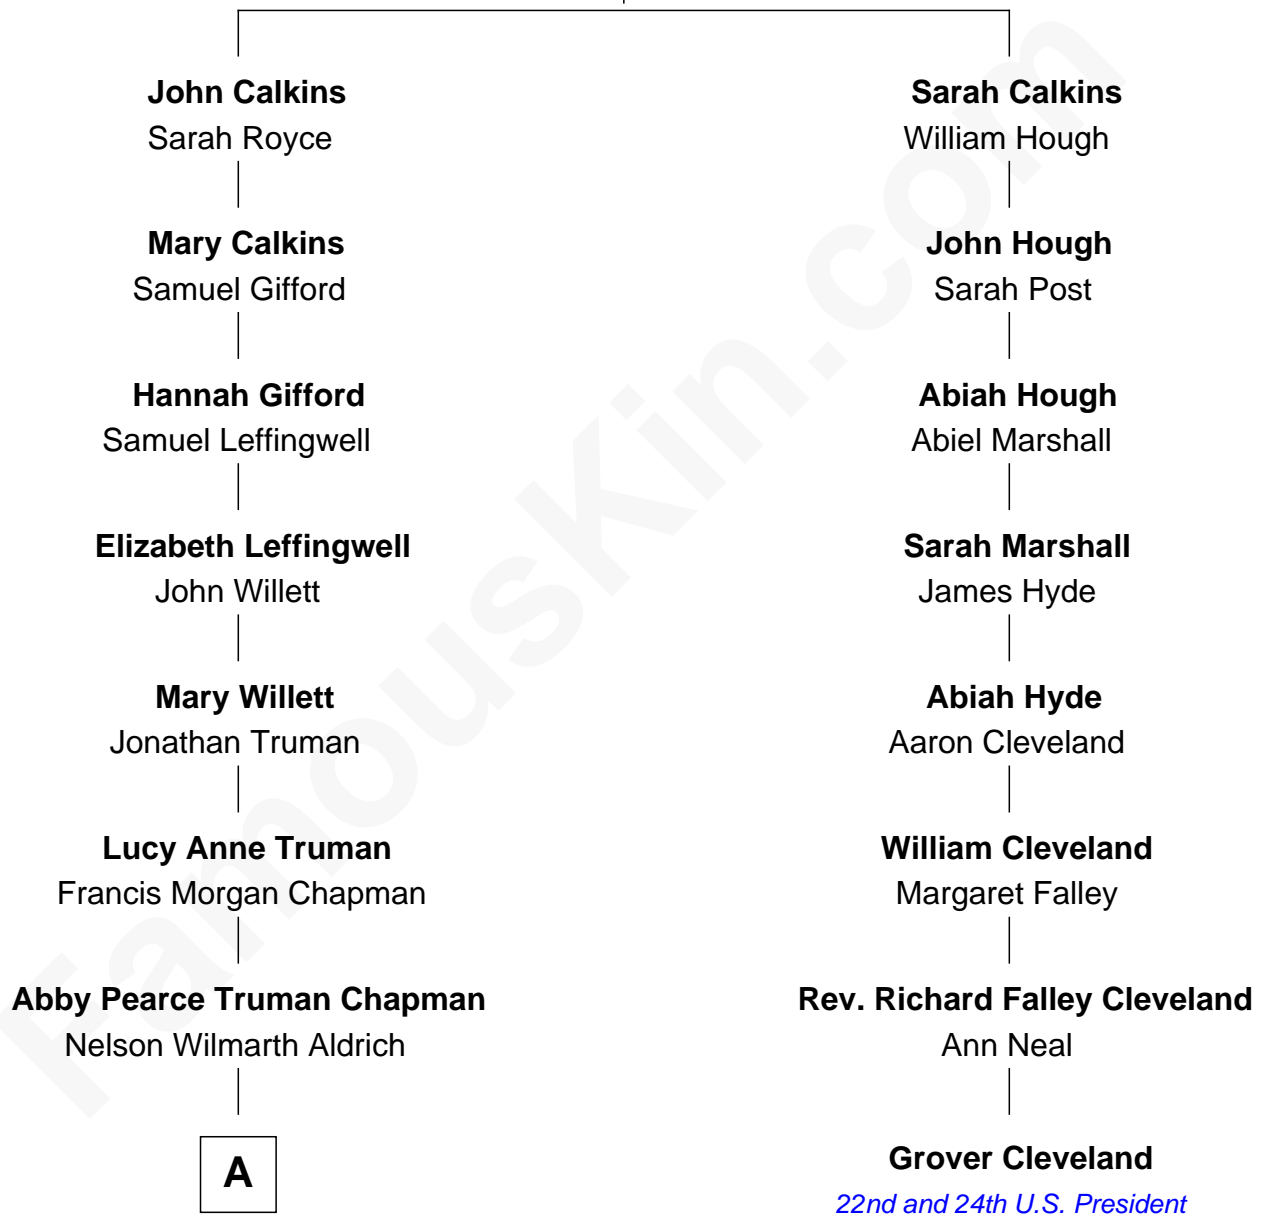 John Calkins
Sarah Royce
Mary Calkins
Samuel Gifford
Hannah Gifford
Samuel Leffingwell
Elizabeth Leffingwell
John Willett
Mary Willett
Jonathan Truman
Lucy Anne Truman
Francis Morgan Chapman
Abby Pearce Truman Chapman
Nelson Wilmarth Aldrich
A
Sarah Calkins
William Hough
John Hough
Sarah Post
Abiah Hough
Abiel Marshall
Sarah Marshall
James Hyde
Abiah Hyde
Aaron Cleveland
William Cleveland
Margaret Falley
Rev. Richard Falley Cleveland
Ann Neal
Grover Cleveland
22nd and 24th U.S. President
FamousKin.com